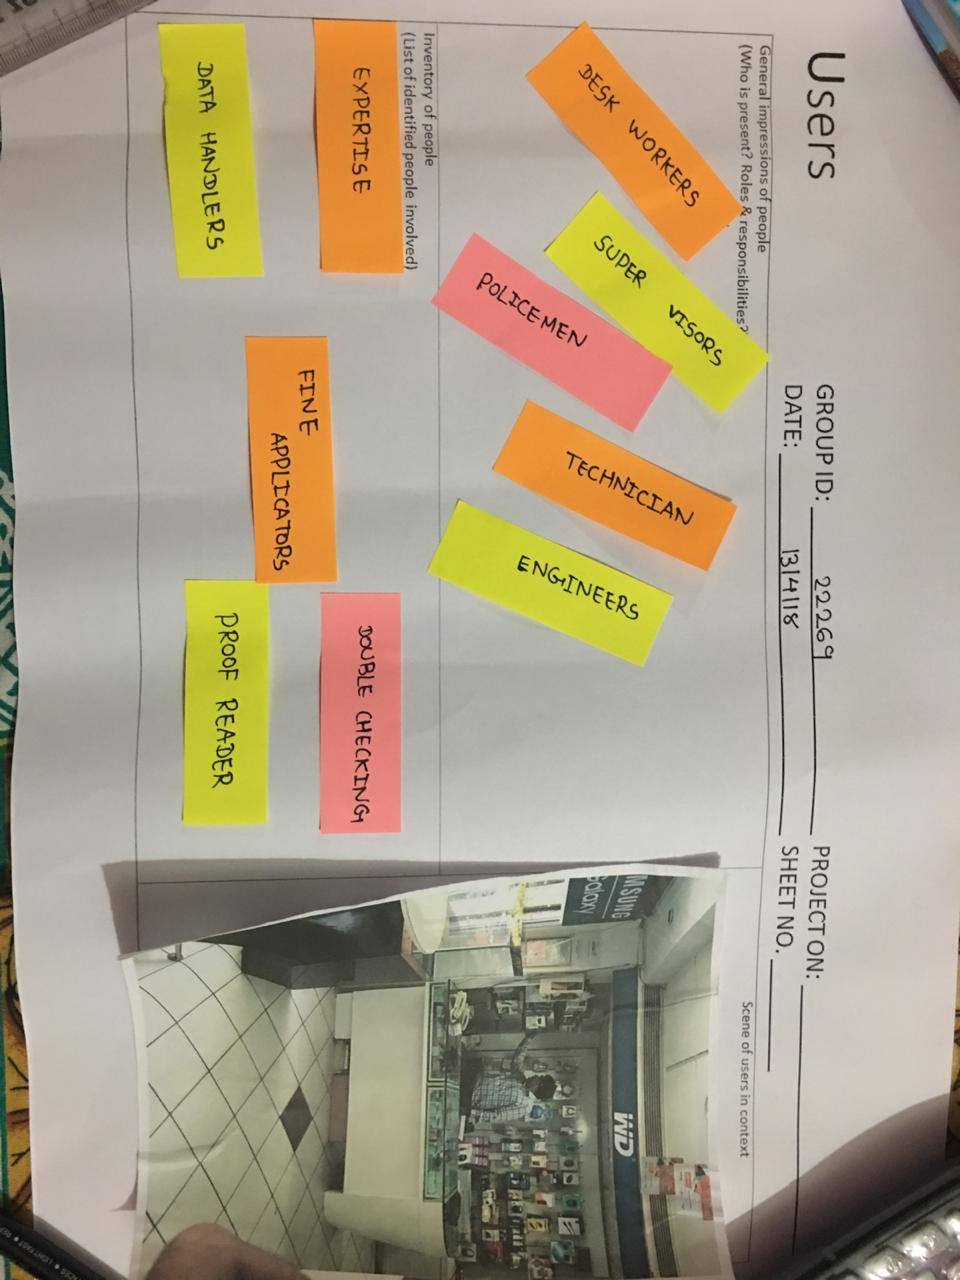 Users
GROUP ID: 22269
PROJECT ON:
DATE: 13/4/18
SHEET NO.
General impressions of people
(Who is present? Roles & responsibilities?
DESK WORKERS
SUPER VISORS
POLICEMEN
TECHNICIAN
ENGINEERS
Inventory of people
(List of identified people involved)
EXPERTISE
DATA HANDLERS
FINE
APPLICATORS
DOUBLE CHECKING
PROOF READER
Scene of users in context
MSUNG
Galaxy
WD